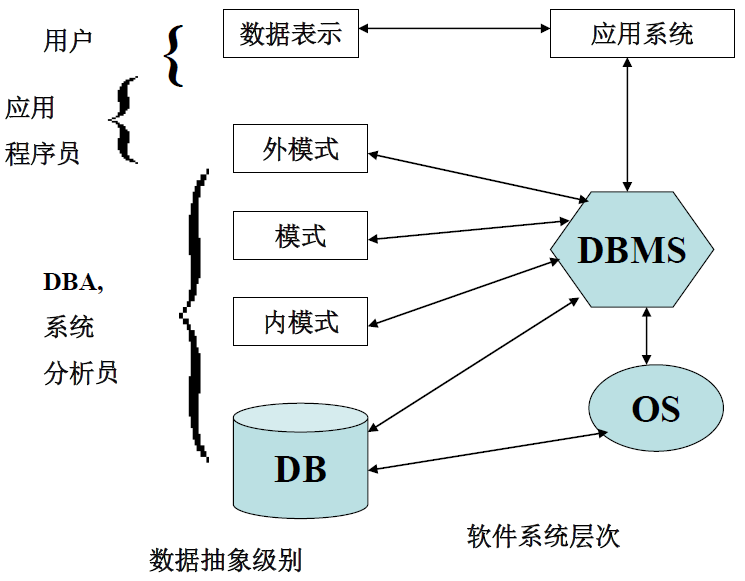 用户
数据表示
应用系统
应用
程序员
外模式
模式
DBMS
DBA,
系统
分析员
内模式
OS
DB
数据抽象级别
软件系统层次